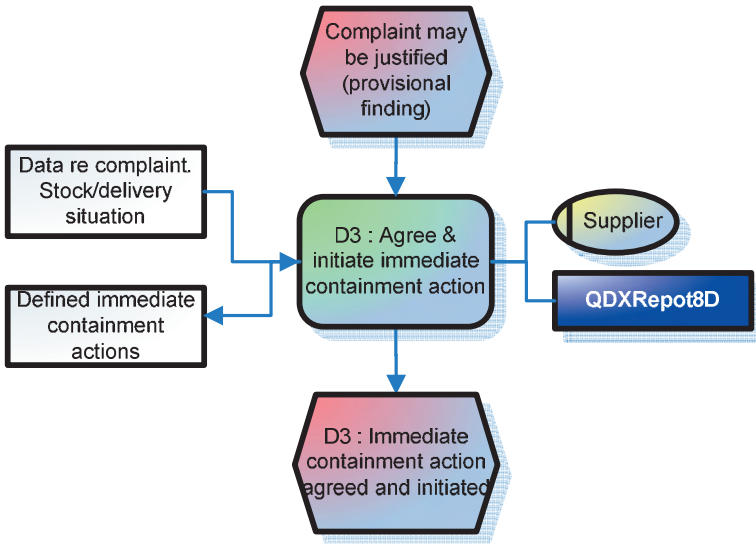 Complaint may
be justified
(provisional
finding)
Data re complaint.
Stock/delivery
situation
D3 : Agree &
initiate immediate
containment action
Supplier
QDXRepot8D
Defined immediate
containment
actions
D3 : Immediate
containment action
agreed and initiated